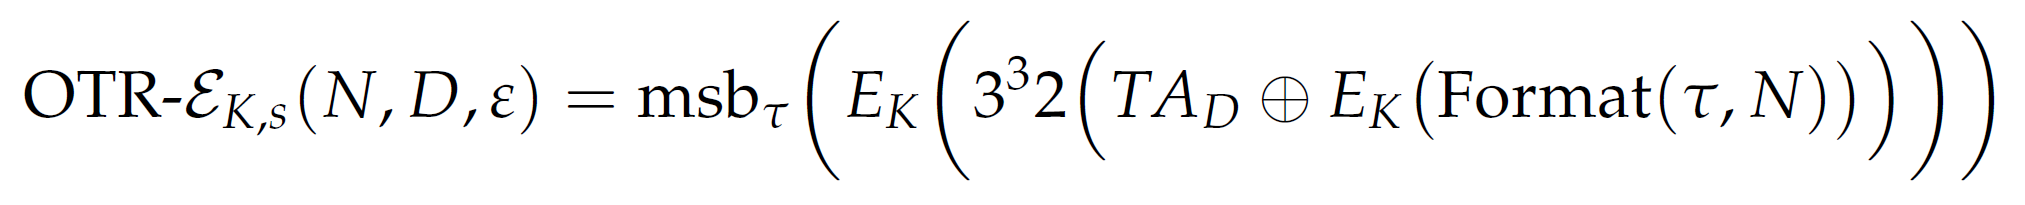 OTR-ℰ_{K,s}(N, D, ε) = msb_τ(E_K(3^3 2(TA_D ⊕ E_K(Format(τ, N)))))